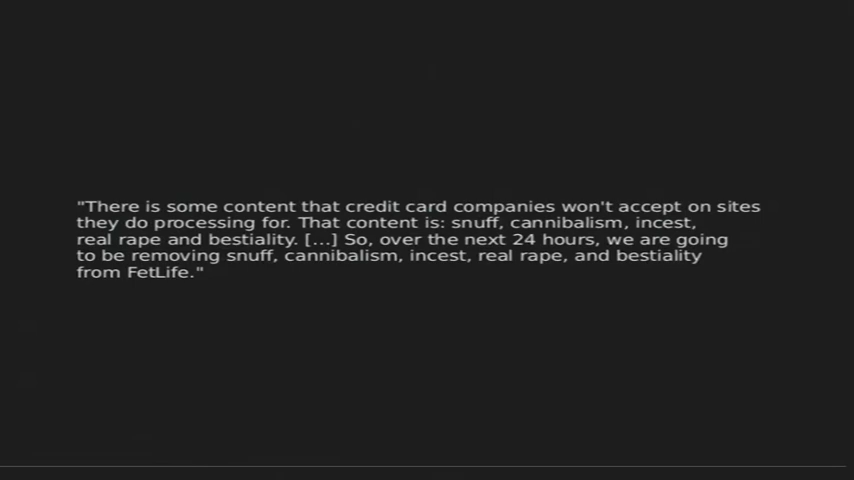 "There is some content that credit card companies won't accept on sites
they do processing for. That content is: snuff, cannibalism, incest,
real rape and bestiality. [...] So, over the next 24 hours, we are going
to be removing snuff, cannibalism, incest, real rape, and bestiality
from FetLife."